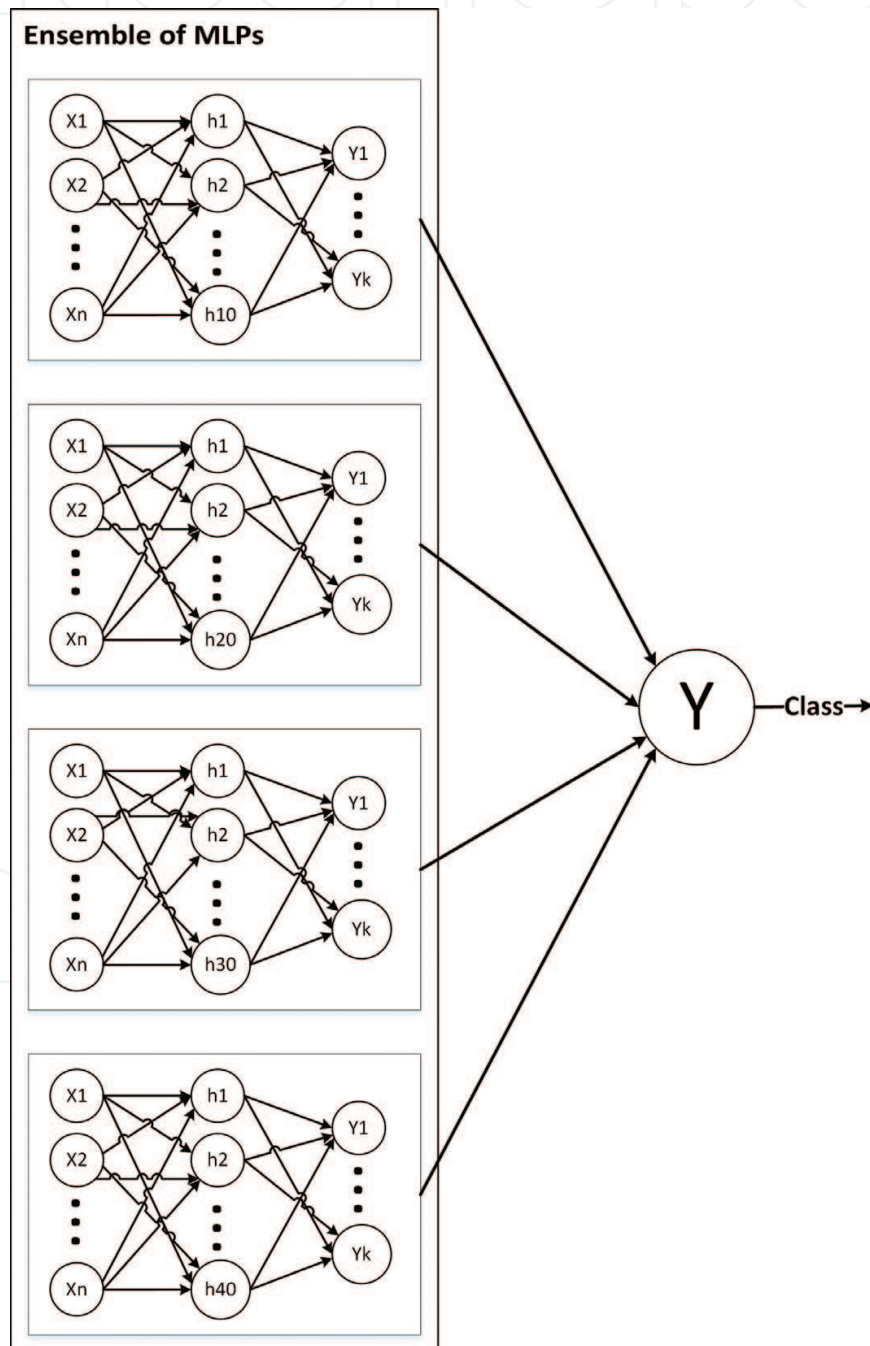 Ensemble of MLPs
X1 h1
Y1
X2 h2
Yk
Xn h10
X1 h1
Y1
X2 h2
Yk
Xn h20
Y Class
X1 h1
Y1
X2 h2
Yk
Xn h30
X1 h1
Y1
X2 h2
Yk
Xn h40